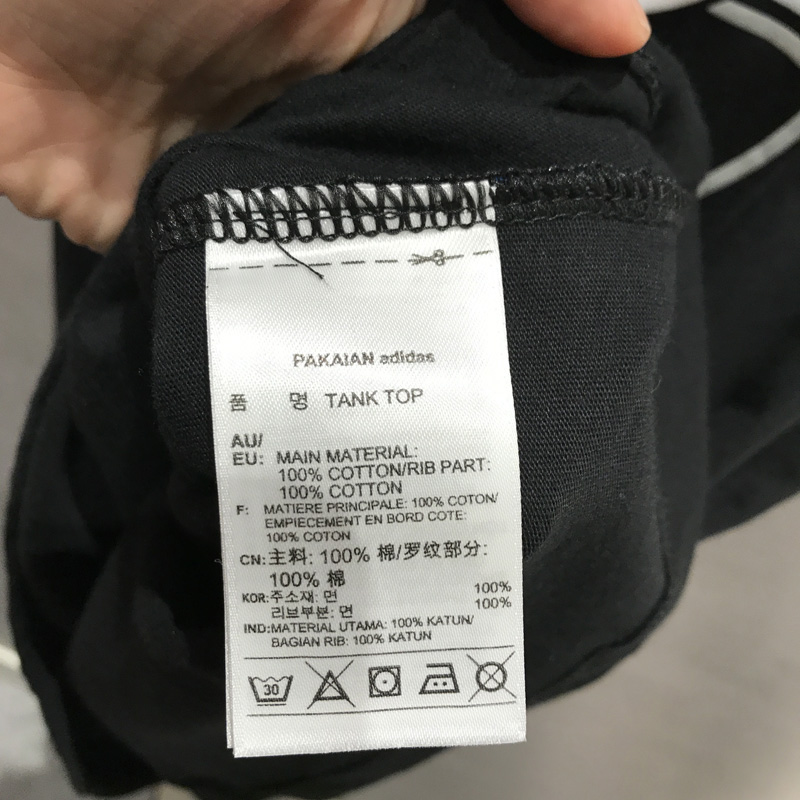 PAKAIAN adidas
품 명 TANK TOP
AU/
EU: MAIN MATERIAL:
100% COTTON/RIB PART:
100% COTTON
F: MATIERE PRINCIPALE: 100% COTON/
EMPIECEMENT EN BORD COTE:
100% COTON
CN:主料: 100% 棉/罗纹部分:
100% 棉
KOR:주소재: 면 100%
리브부분: 면 100%
IND:MATERIAL UTAMA: 100% KATUN/
BAGIAN RIB: 100% KATUN
30